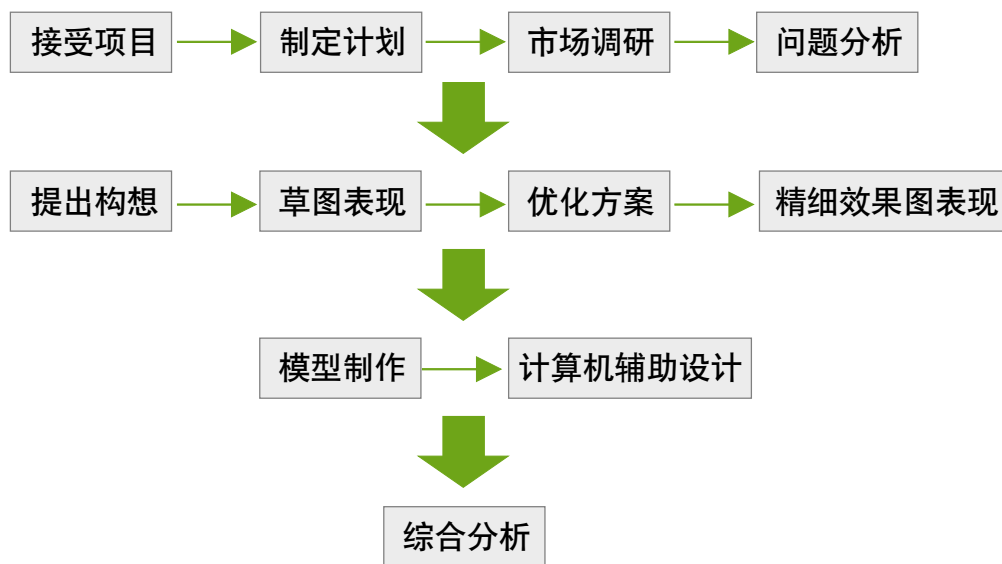 接受项目 制定计划 市场调研 问题分析
提出构想 草图表现 优化方案 精细效果图表现
模型制作 计算机辅助设计
综合分析